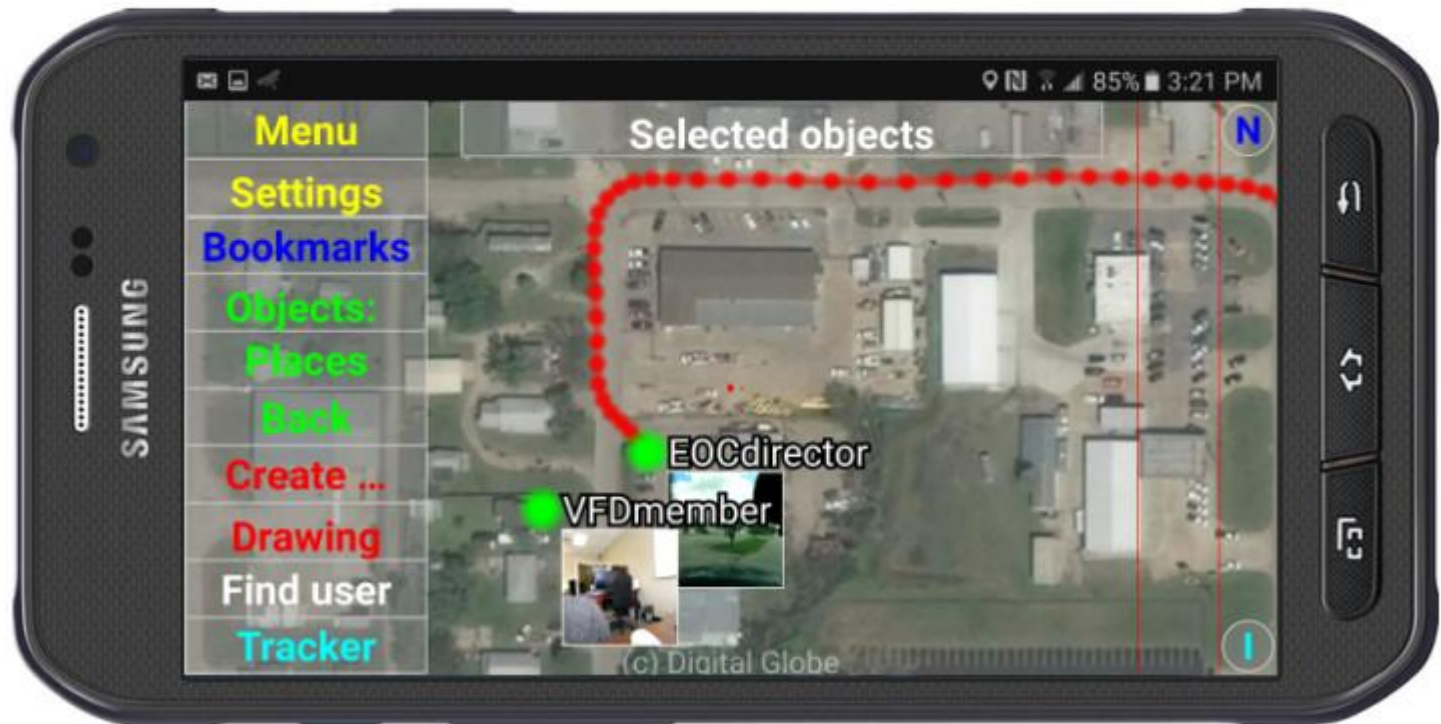 SAMSUNG
85% 3:21 PM
Menu
Selected objects
N
Settings
Bookmarks
Objects:
Places
Back
Create ...
Drawing
Find user
Tracker
EOCdirector
VFDmember
I
(c) Digital Globe